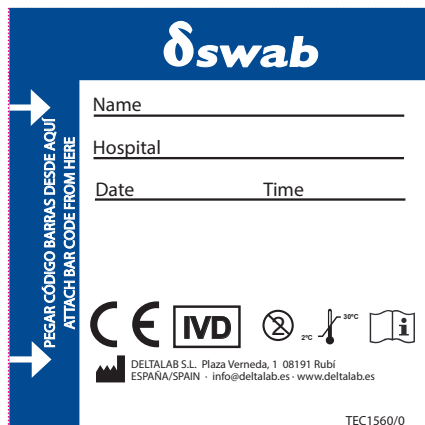 δswab
PEGAR CÓDIGO BARRAS DESDE AQUÍ
ATTACH BAR CODE FROM HERE
Name
Hospital
Date Time
CE IVD 2 2ºC 30ºC i
DELTALAB S.L. Plaza Verneda, 1 08191 Rubí
ESPAÑA/SPAIN · info@deltalab.es · www.deltalab.es
TEC1560/0